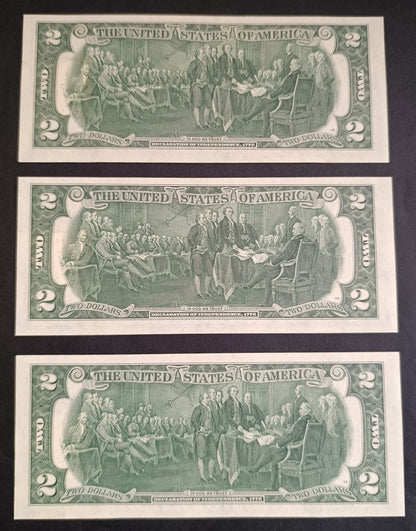 2 THE UNITED STATES OF AMERICA 2
TWO TWO
2 TWO DOLLARS IN GOD WE TRUST TWO DOLLARS 2
DECLARATION OF INDEPENDENCE, 1776
2 THE UNITED STATES OF AMERICA 2
TWO TWO
2 TWO DOLLARS IN GOD WE TRUST TWO DOLLARS 2
DECLARATION OF INDEPENDENCE, 1776
2 THE UNITED STATES OF AMERICA 2
TWO TWO
2 TWO DOLLARS IN GOD WE TRUST TWO DOLLARS 2
DECLARATION OF INDEPENDENCE, 1776